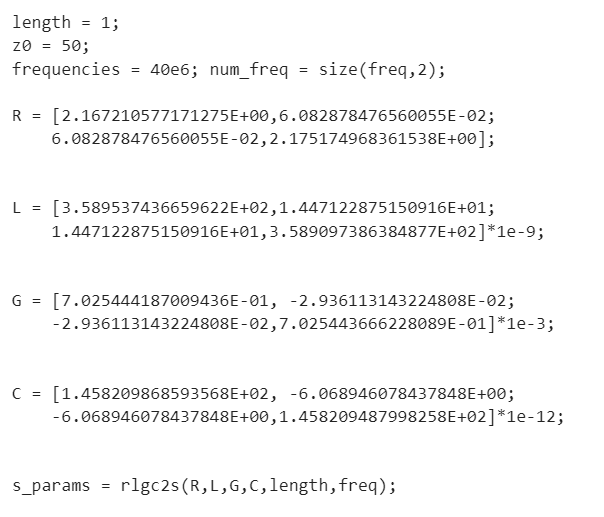 length = 1;
z0 = 50;
frequencies = 40e6; num_freq = size(freq,2);
R = [2.167210577171275E+00,6.082878476560055E-02;
6.082878476560055E-02,2.175174968361538E+00];
L = [3.589537436659622E+02,1.447122875150916E+01;
1.447122875150916E+01,3.589097386384877E+02]*1e-9;
G = [7.025444187009436E-01, -2.936113143224808E-02;
-2.936113143224808E-02,7.025443666228089E-01]*1e-3;
C = [1.458209868593568E+02, -6.068946078437848E+00;
-6.068946078437848E+00,1.458209487998258E+02]*1e-12;
s_params = rlgc2s(R,L,G,C,length,freq);